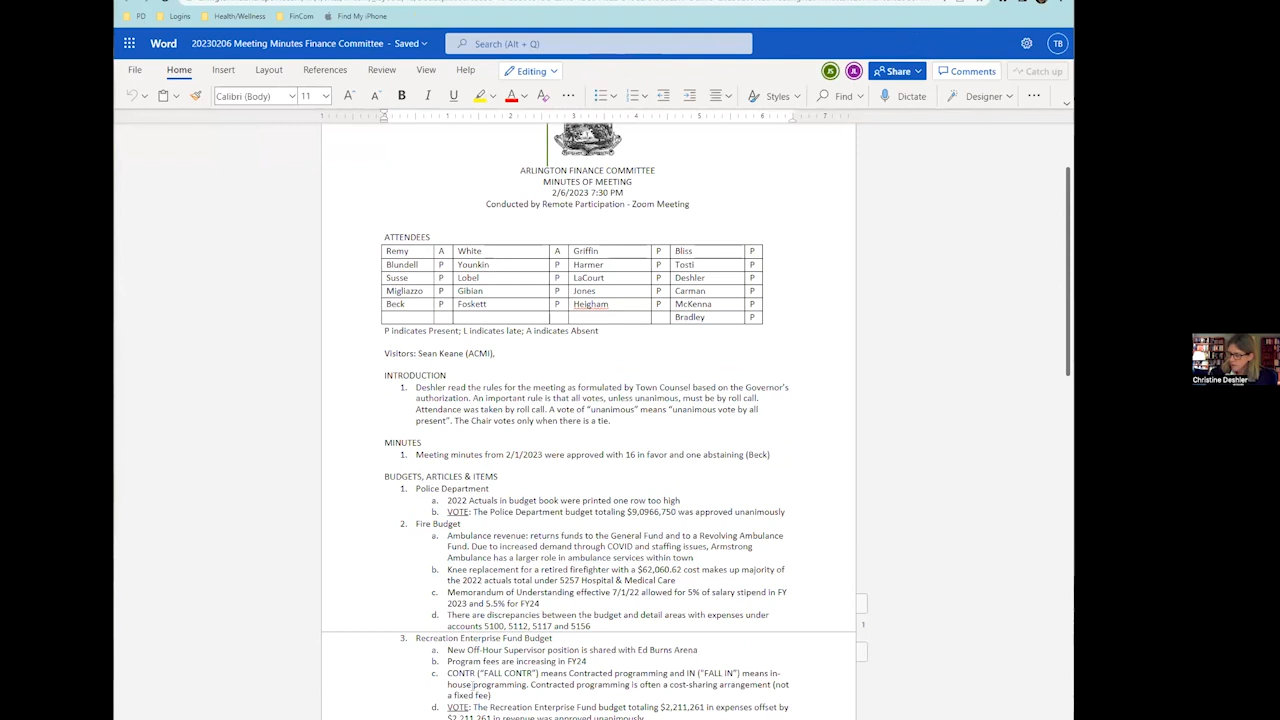 PD Logins Health/Wellness FinCom Find My iPhone
Word 20230206 Meeting Minutes Finance Committee - Saved Search (Alt + Q) TB
File Home Insert Layout References Review View Help Editing JS JL Share Comments Catch up
Calibri (Body) 11 A A B I U A A Styles Find Dictate Designer
1 1 2 3 4 5 6 7
ARLINGTON FINANCE COMMITTEE
MINUTES OF MEETING
2/6/2023 7:30 PM
Conducted by Remote Participation - Zoom Meeting
ATTENDEES
Remy A White A Griffin P Bliss P
Blundell P Younkin P Harmer P Tosti P
Susse P Lobel P LaCourt P Deshler P
Migliazzo P Gibian P Jones P Carman P
Beck P Foskett P Heigham P McKenna P
Bradley P
P indicates Present; L indicates late; A indicates Absent
Visitors: Sean Keane (ACMI),
INTRODUCTION
1. Deshler read the rules for the meeting as formulated by Town Counsel based on the Governor's
authorization. An important rule is that all votes, unless unanimous, must be by roll call.
Attendance was taken by roll call. A vote of "unanimous" means "unanimous vote by all
present". The Chair votes only when there is a tie.
MINUTES
1. Meeting minutes from 2/1/2023 were approved with 16 in favor and one abstaining (Beck)
BUDGETS, ARTICLES & ITEMS
1. Police Department
a. 2022 Actuals in budget book were printed one row too high
b. VOTE: The Police Department budget totaling $9,0966,750 was approved unanimously
2. Fire Budget
a. Ambulance revenue: returns funds to the General Fund and to a Revolving Ambulance
Fund. Due to increased demand through COVID and staffing issues, Armstrong
Ambulance has a larger role in ambulance services within town
b. Knee replacement for a retired firefighter with a $62,060.62 cost makes up majority of
the 2022 actuals total under 5257 Hospital & Medical Care
c. Memorandum of Understanding effective 7/1/22 allowed for 5% of salary stipend in FY
2023 and 5.5% for FY24
d. There are discrepancies between the budget and detail areas with expenses under
accounts 5100, 5112, 5117 and 5156
1
3. Recreation Enterprise Fund Budget
a. New Off-Hour Supervisor position is shared with Ed Burns Arena
b. Program fees are increasing in FY24
c. CONTR ("FALL CONTR") means Contracted programming and IN ("FALL IN") means in-
house programming. Contracted programming is often a cost-sharing arrangement (not
a fixed fee)
d. VOTE: The Recreation Enterprise Fund budget totaling $2,211,261 in expenses offset by
$2,211,261 in revenue was approved unanimously
Christine Deshler